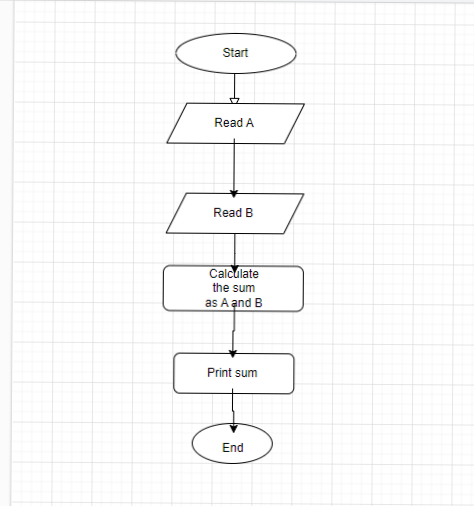 Start
Read A
Read B
Calculate
the sum
as A and B
Print sum
End